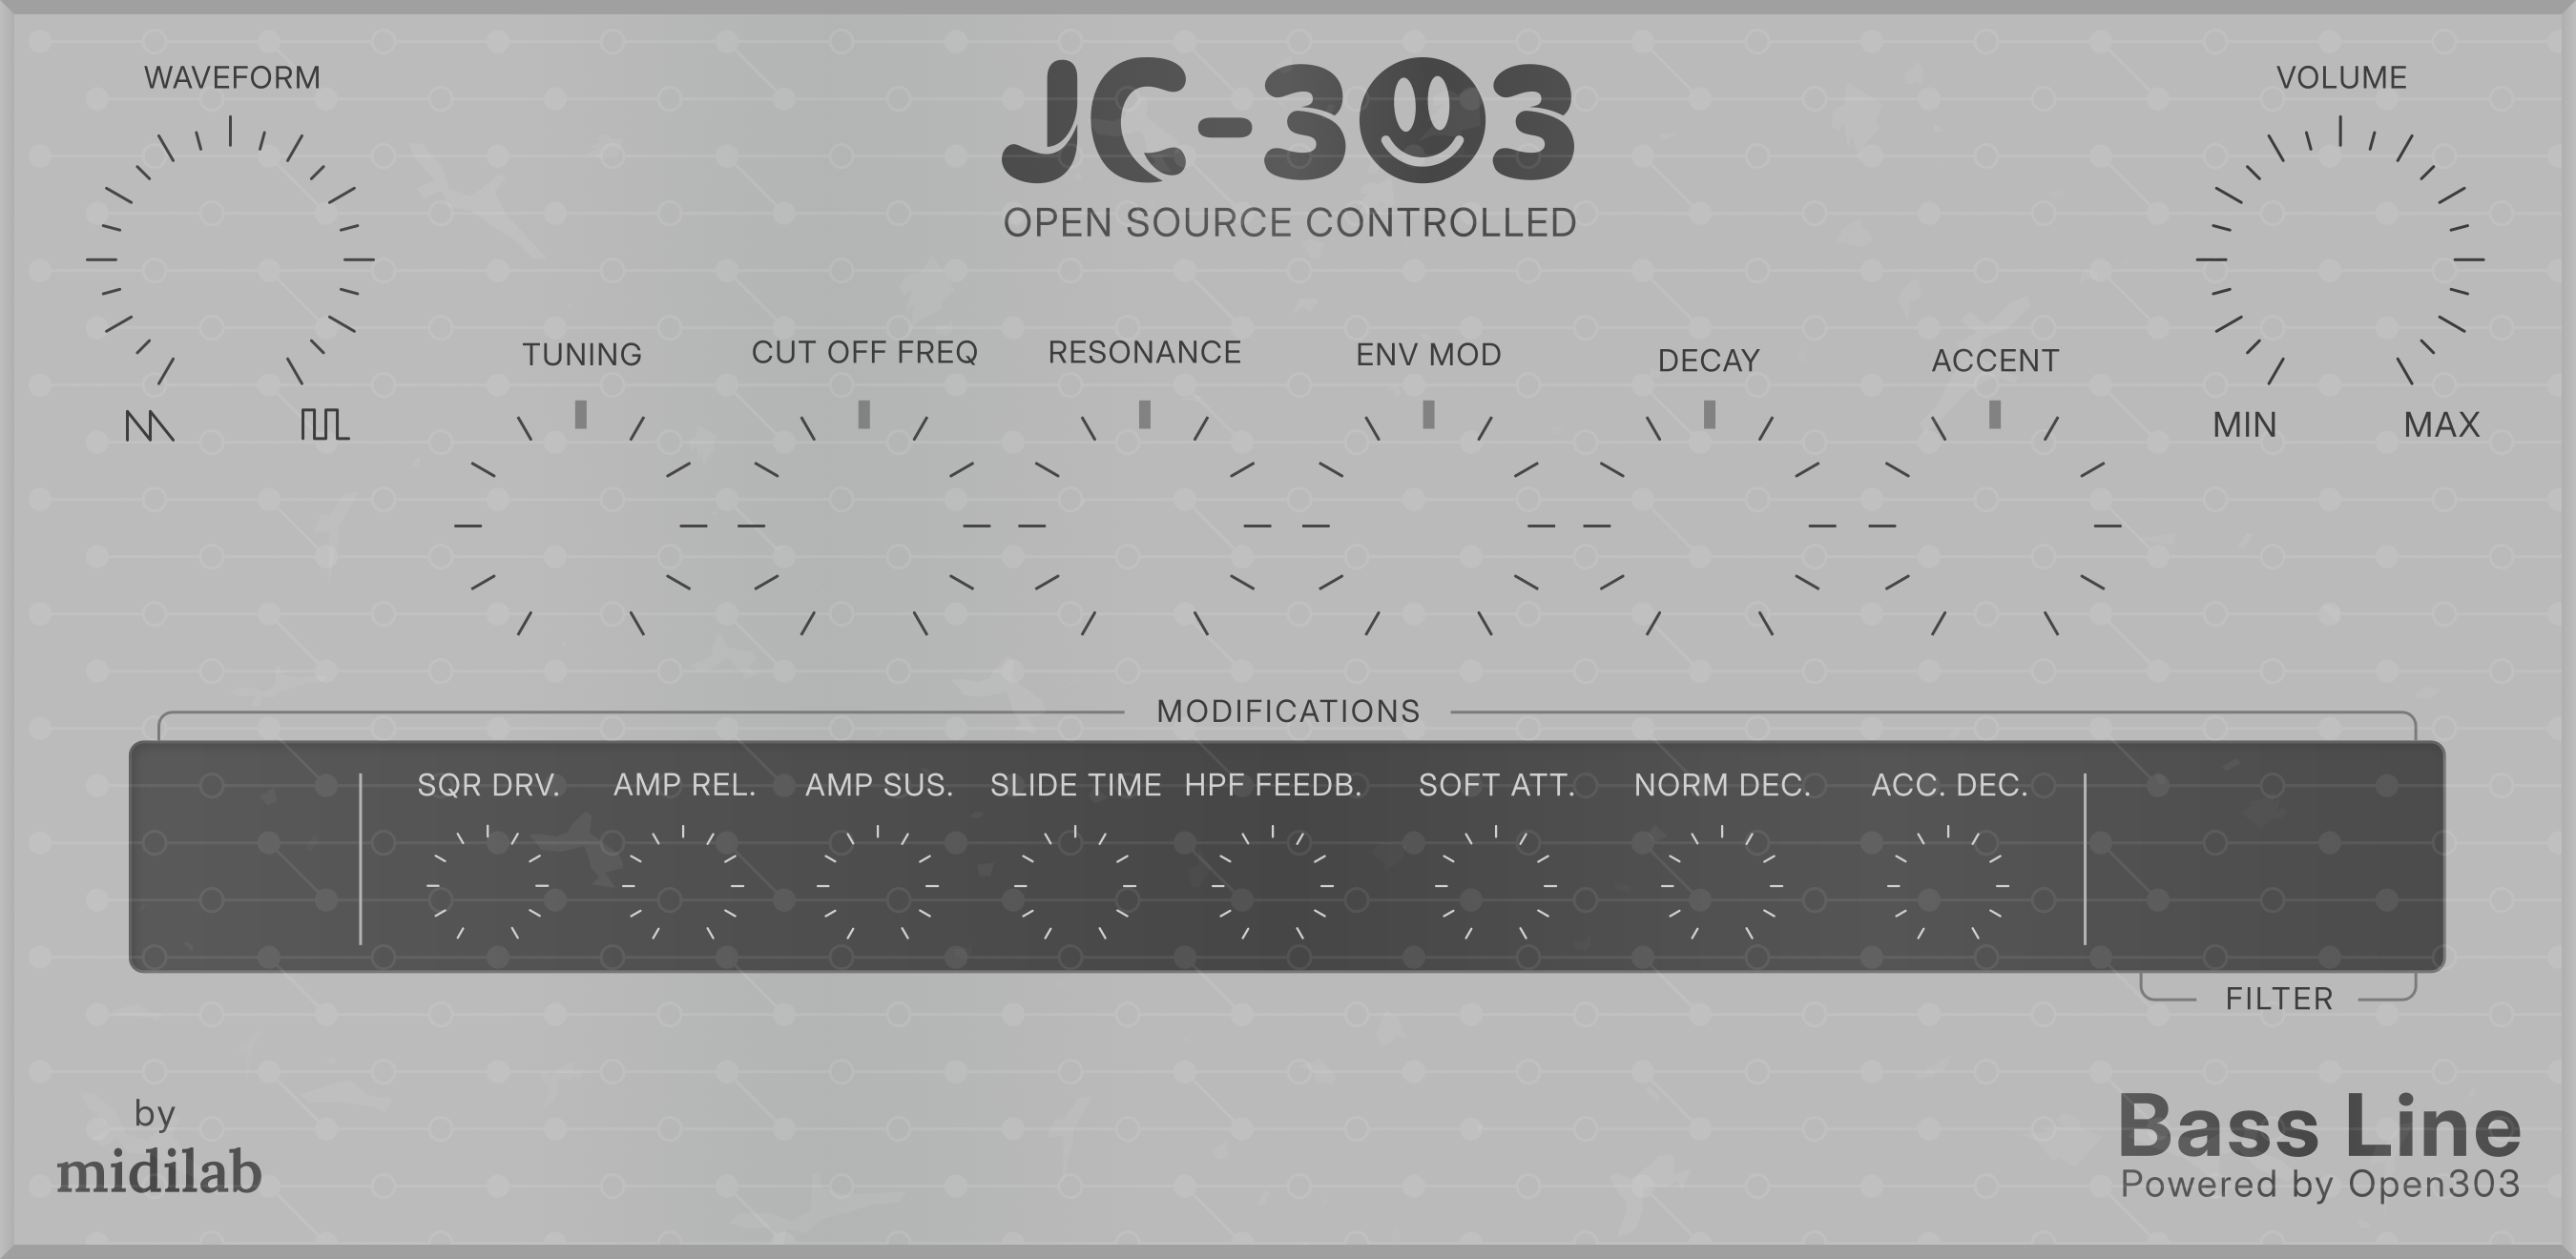 WAVEFORM
JC-303
VOLUME
OPEN SOURCE CONTROLLED
TUNING
CUT OFF FREQ
RESONANCE
ENV MOD
DECAY
ACCENT
MIN
MAX
MODIFICATIONS
SQR DRV.
AMP REL.
AMP SUS.
SLIDE TIME
HPF FEEDB.
SOFT ATT.
NORM DEC.
ACC. DEC.
FILTER
by
midilab
Bass Line
Powered by Open303